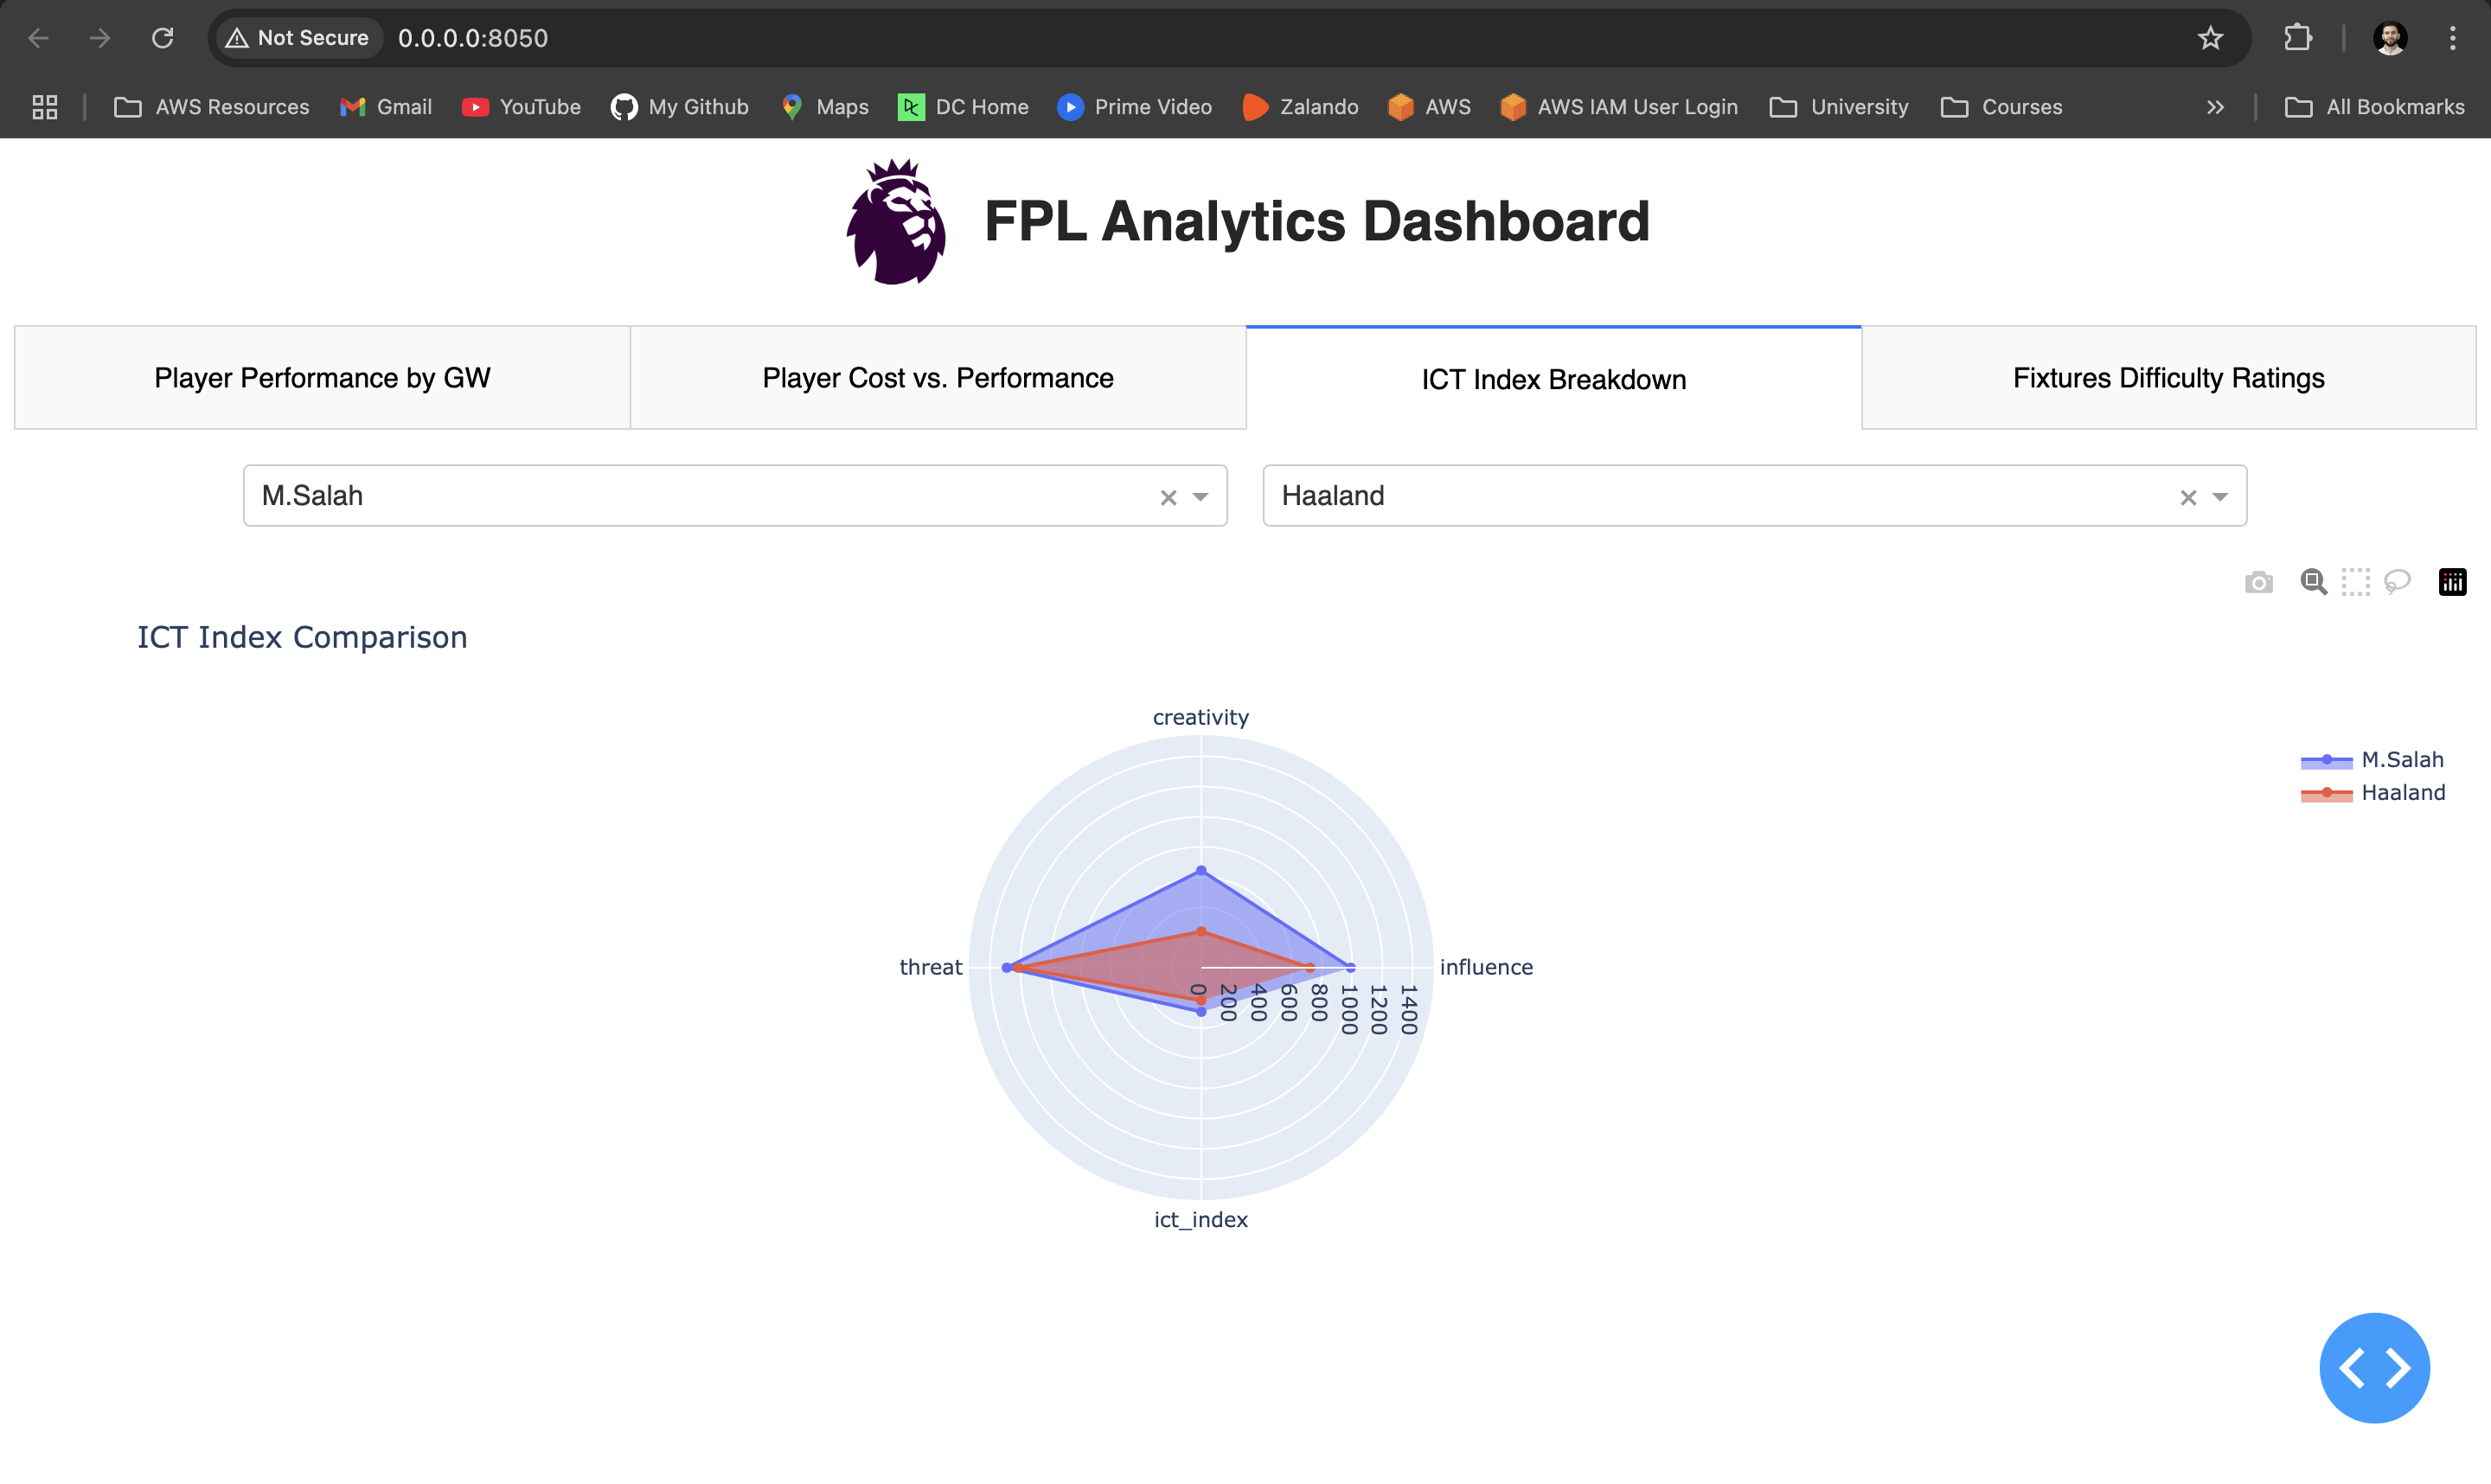 Not Secure 0.0.0.0:8050
AWS Resources Gmail YouTube My Github Maps DC Home Prime Video Zalando AWS AWS IAM User Login University Courses » All Bookmarks
FPL Analytics Dashboard
Player Performance by GW Player Cost vs. Performance ICT Index Breakdown Fixtures Difficulty Ratings
M.Salah Haaland
ICT Index Comparison
creativity
M.Salah
Haaland
threat influence
0 200 400 600 800 1000 1200 1400
ict_index